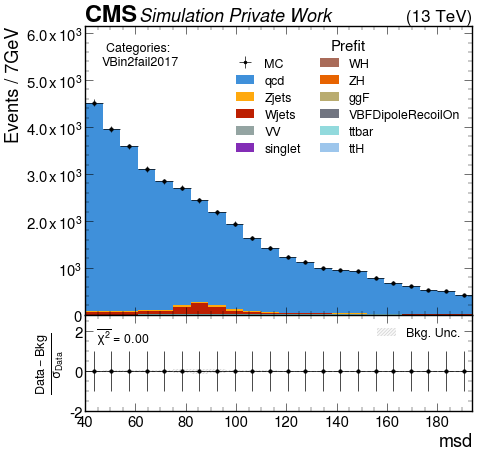 CMS Simulation Private Work (13 TeV)
Events / 7GeV
6.0 x 10³
5.0 x 10³
4.0 x 10³
3.0 x 10³
2.0 x 10³
10³
0
Categories:
VBin2fail2017
Prefit
MC
qcd
Zjets
Wjets
VV
singlet
WH
ZH
ggF
VBFDipoleRecoilOn
ttbar
ttH
Data − Bkg
σData
2
0
-2
χ² = 0.00
Bkg. Unc.
40 60 80 100 120 140 160 180
msd